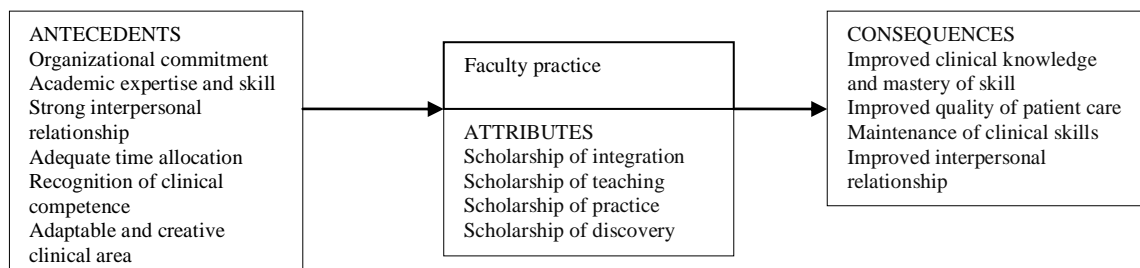 ANTECEDENTS
Organizational commitment
Academic expertise and skill
Strong interpersonal
relationship
Adequate time allocation
Recognition of clinical
competence
Adaptable and creative
clinical area
Faculty practice
ATTRIBUTES
Scholarship of integration
Scholarship of teaching
Scholarship of practice
Scholarship of discovery
CONSEQUENCES
Improved clinical knowledge
and mastery of skill
Improved quality of patient care
Maintenance of clinical skills
Improved interpersonal
relationship